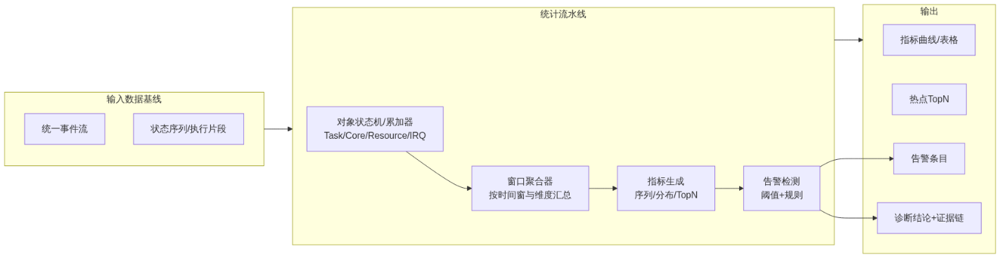 输入数据基线
统一事件流
状态序列/执行片段
统计流水线
对象状态机/累加器
Task/Core/Resource/IRQ
窗口聚合器
按时间窗与维度汇总
指标生成
序列/分布/TopN
告警检测
阈值+规则
输出
指标曲线/表格
热点TopN
告警条目
诊断结论+证据链